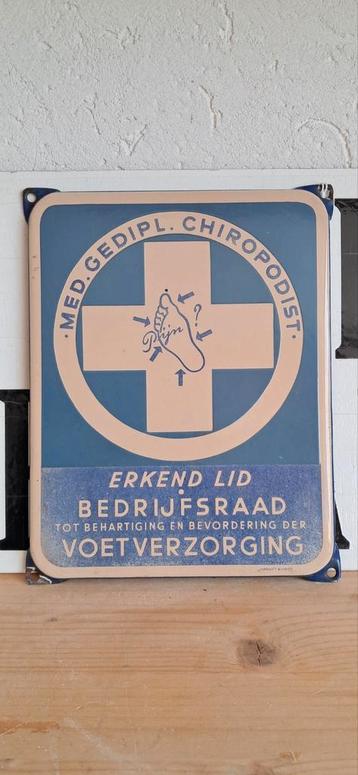 MED. GEDIPL. CHIROPODIST
Pijn ?
ERKEND LID
BEDRIJFSRAAD
TOT BEHARTIGING EN BEVORDERING DER
VOETVERZORGING